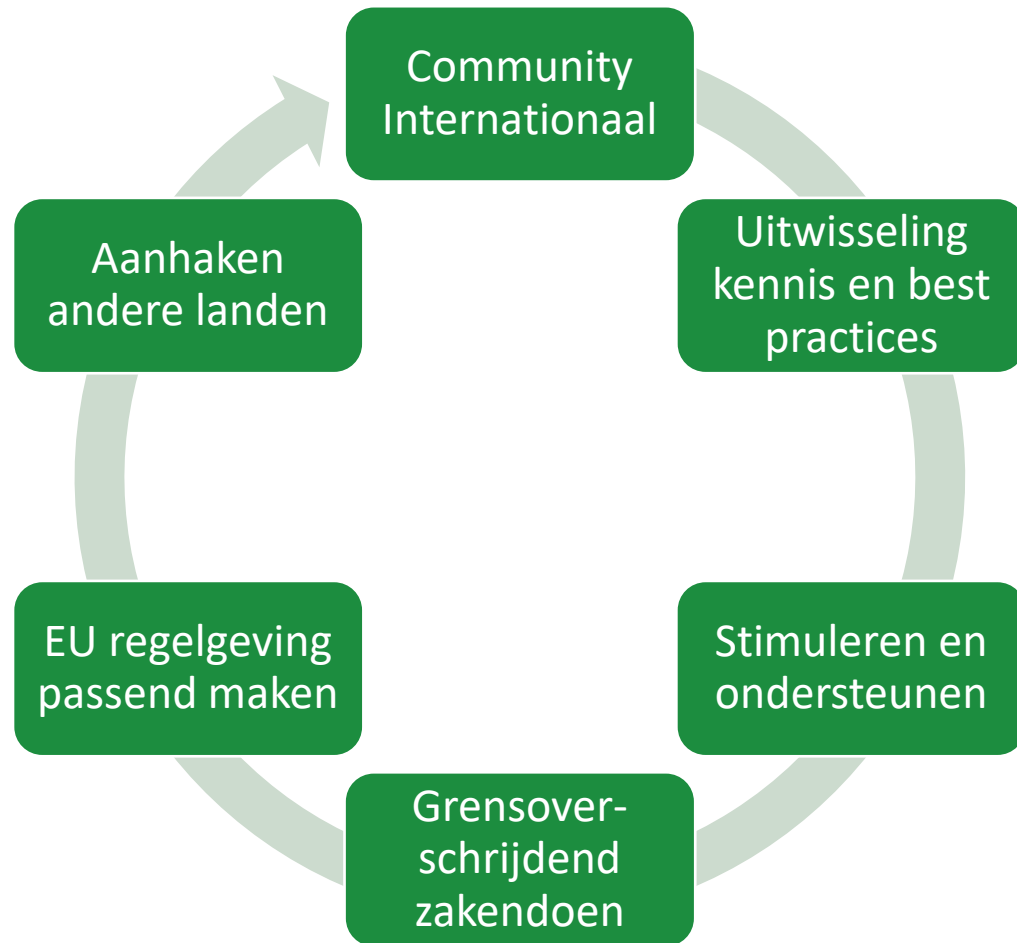 Community
Internationaal
Uitwisseling
kennis en best
practices
Stimuleren en
ondersteunen
Grensover-
schrijdend
zakendoen
EU regelgeving
passend maken
Aanhaken
andere landen